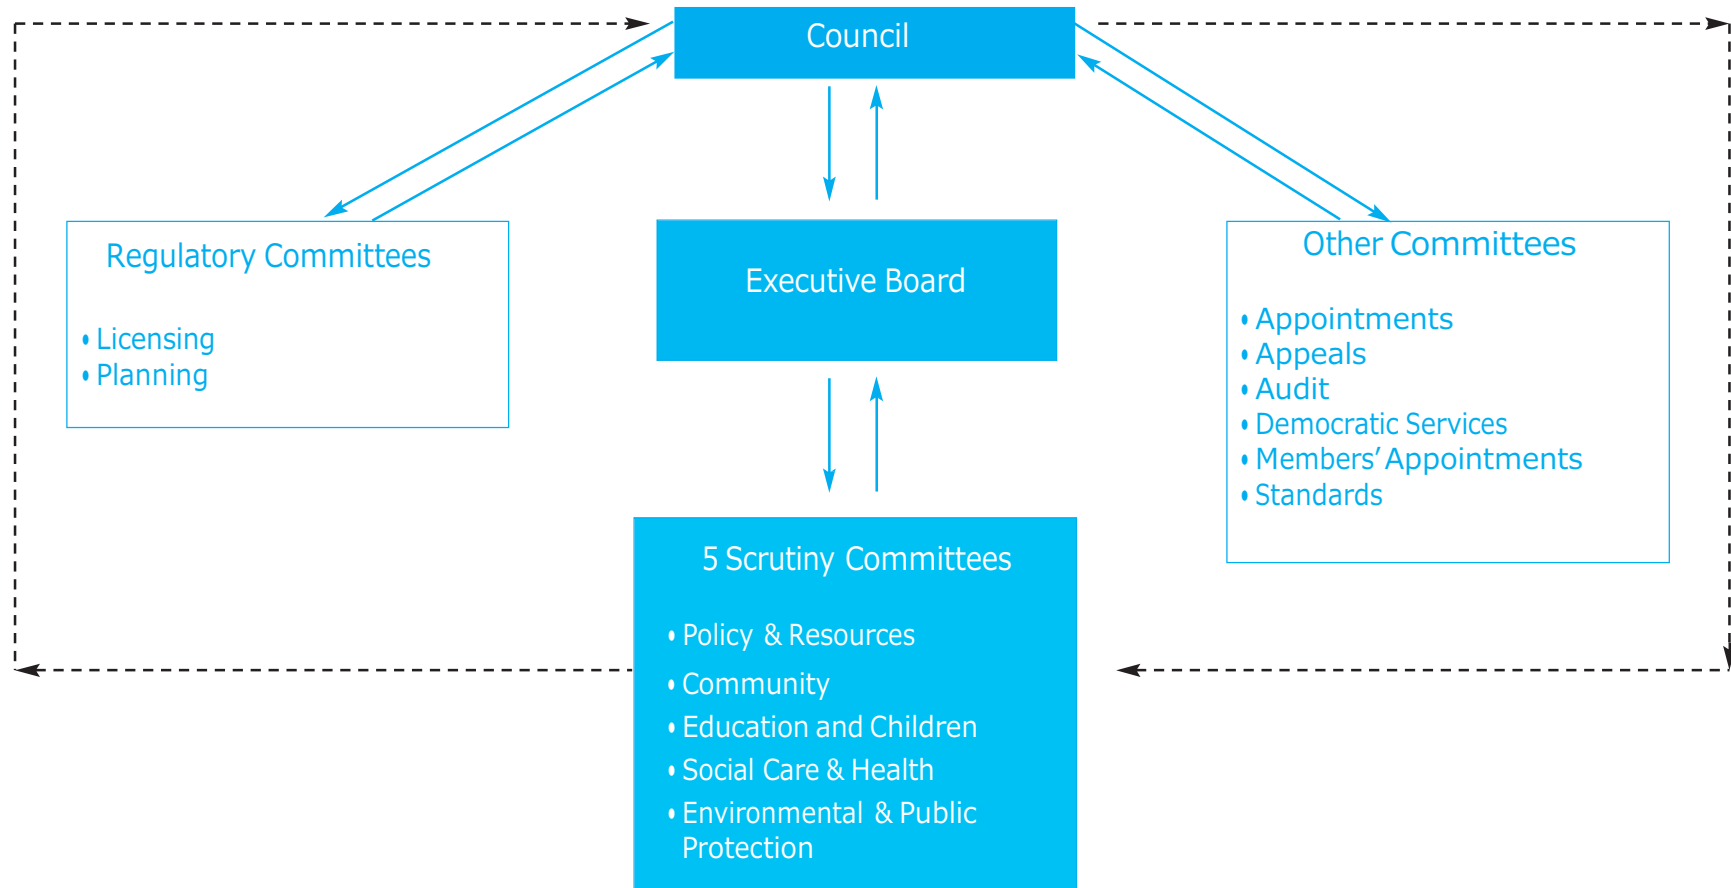 Council
Regulatory Committees
• Licensing
• Planning
Executive Board
Other Committees
• Appointments
• Appeals
• Audit
• Democratic Services
• Members’ Appointments
• Standards
5 Scrutiny Committees
• Policy & Resources
• Community
• Education and Children
• Social Care & Health
• Environmental & Public
Protection